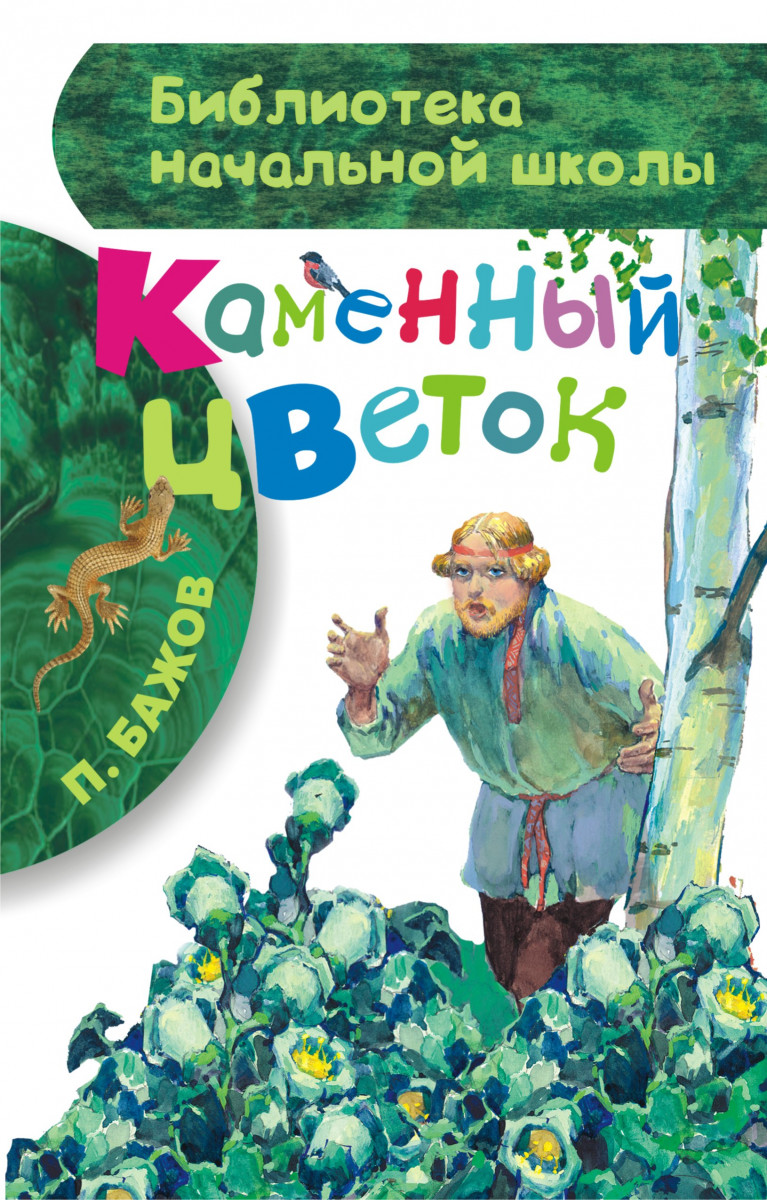 Библиотека
начальной школы
Каменный
цветок
П. БАЖОВ